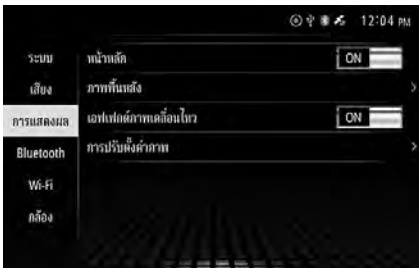 12:04 PM
ระบบ
เสียง
การแสดงผล
Bluetooth
Wi-Fi
กล้อง
หน้าหลัก
ON
ภาพพื้นหลัง
เอฟเฟกต์ภาพเคลื่อนไหว
ON
การปรับตั้งค่าภาพ